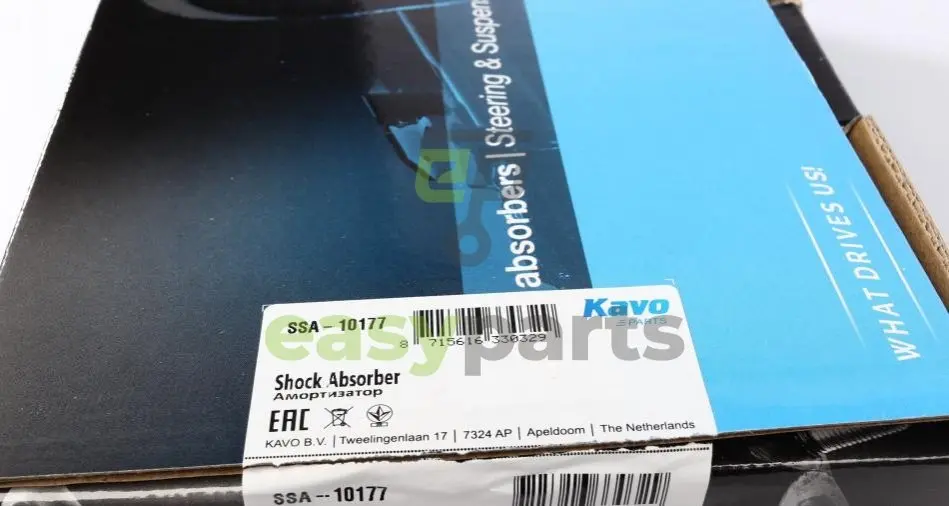 absorbers | Steering & Suspen
WHAT DRIVES US!
SSA - 10177
8 715616 330329
Kavo
PARTS
easyparts
Shock Absorber
Амортизатор
EAC
KAVO B.V. | Tweelingenlaan 17 | 7324 AP | Apeldoorn | The Netherlands
SSA -- 10177